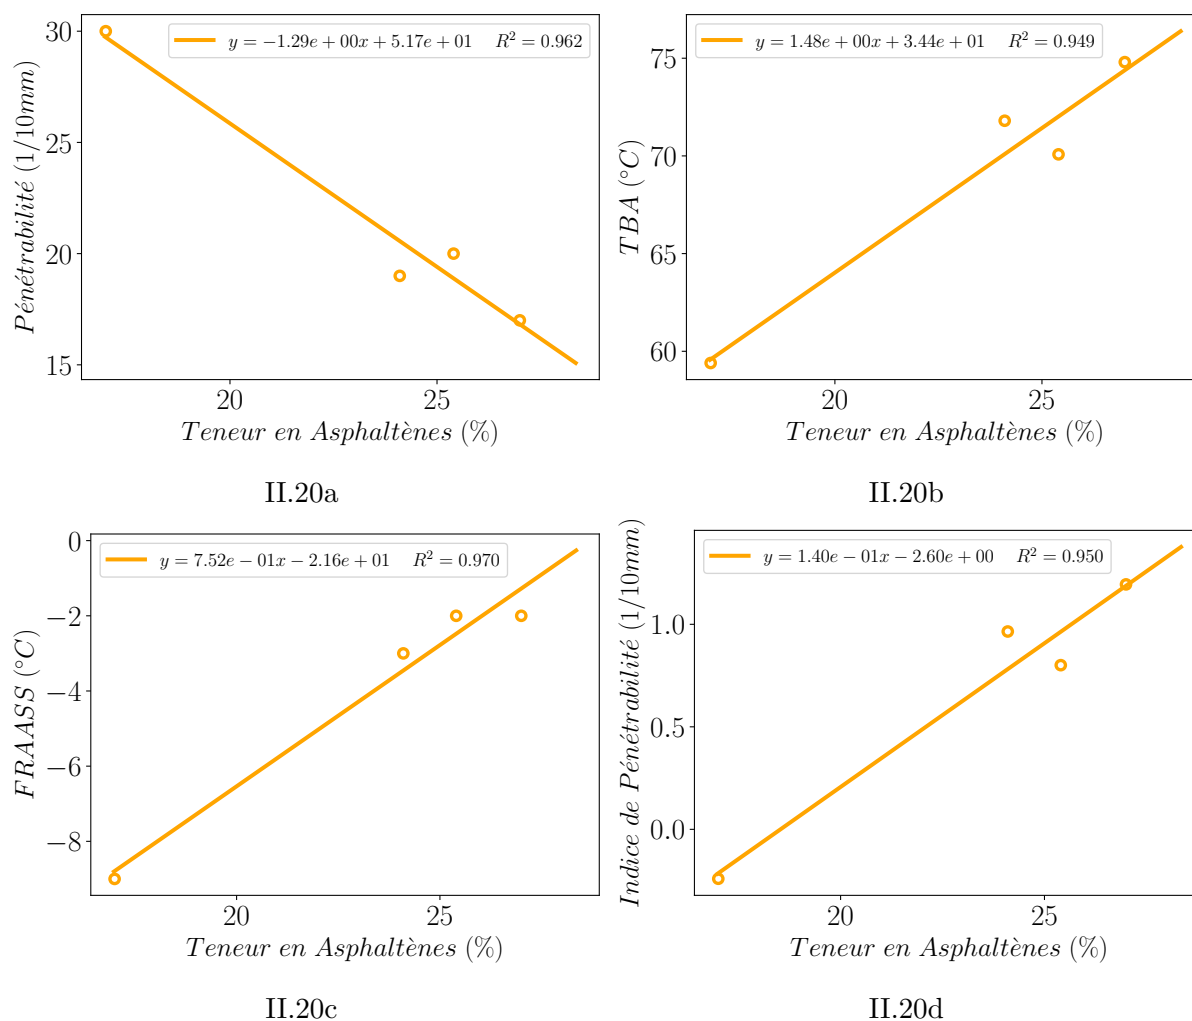 y = −1.29e + 00x + 5.17e + 01 R² = 0.962
Pénétrabilité (1/10mm)
30
25
20
15
20 25
Teneur en Asphaltènes (%)
II.20a
y = 1.48e + 00x + 3.44e + 01 R² = 0.949
TBA (°C)
75
70
65
60
20 25
Teneur en Asphaltènes (%)
II.20b
y = 7.52e − 01x − 2.16e + 01 R² = 0.970
FRAASS (°C)
0
−2
−4
−6
−8
20 25
Teneur en Asphaltènes (%)
II.20c
y = 1.40e − 01x − 2.60e + 00 R² = 0.950
Indice de Pénétrabilité (1/10mm)
1.0
0.5
0.0
20 25
Teneur en Asphaltènes (%)
II.20d